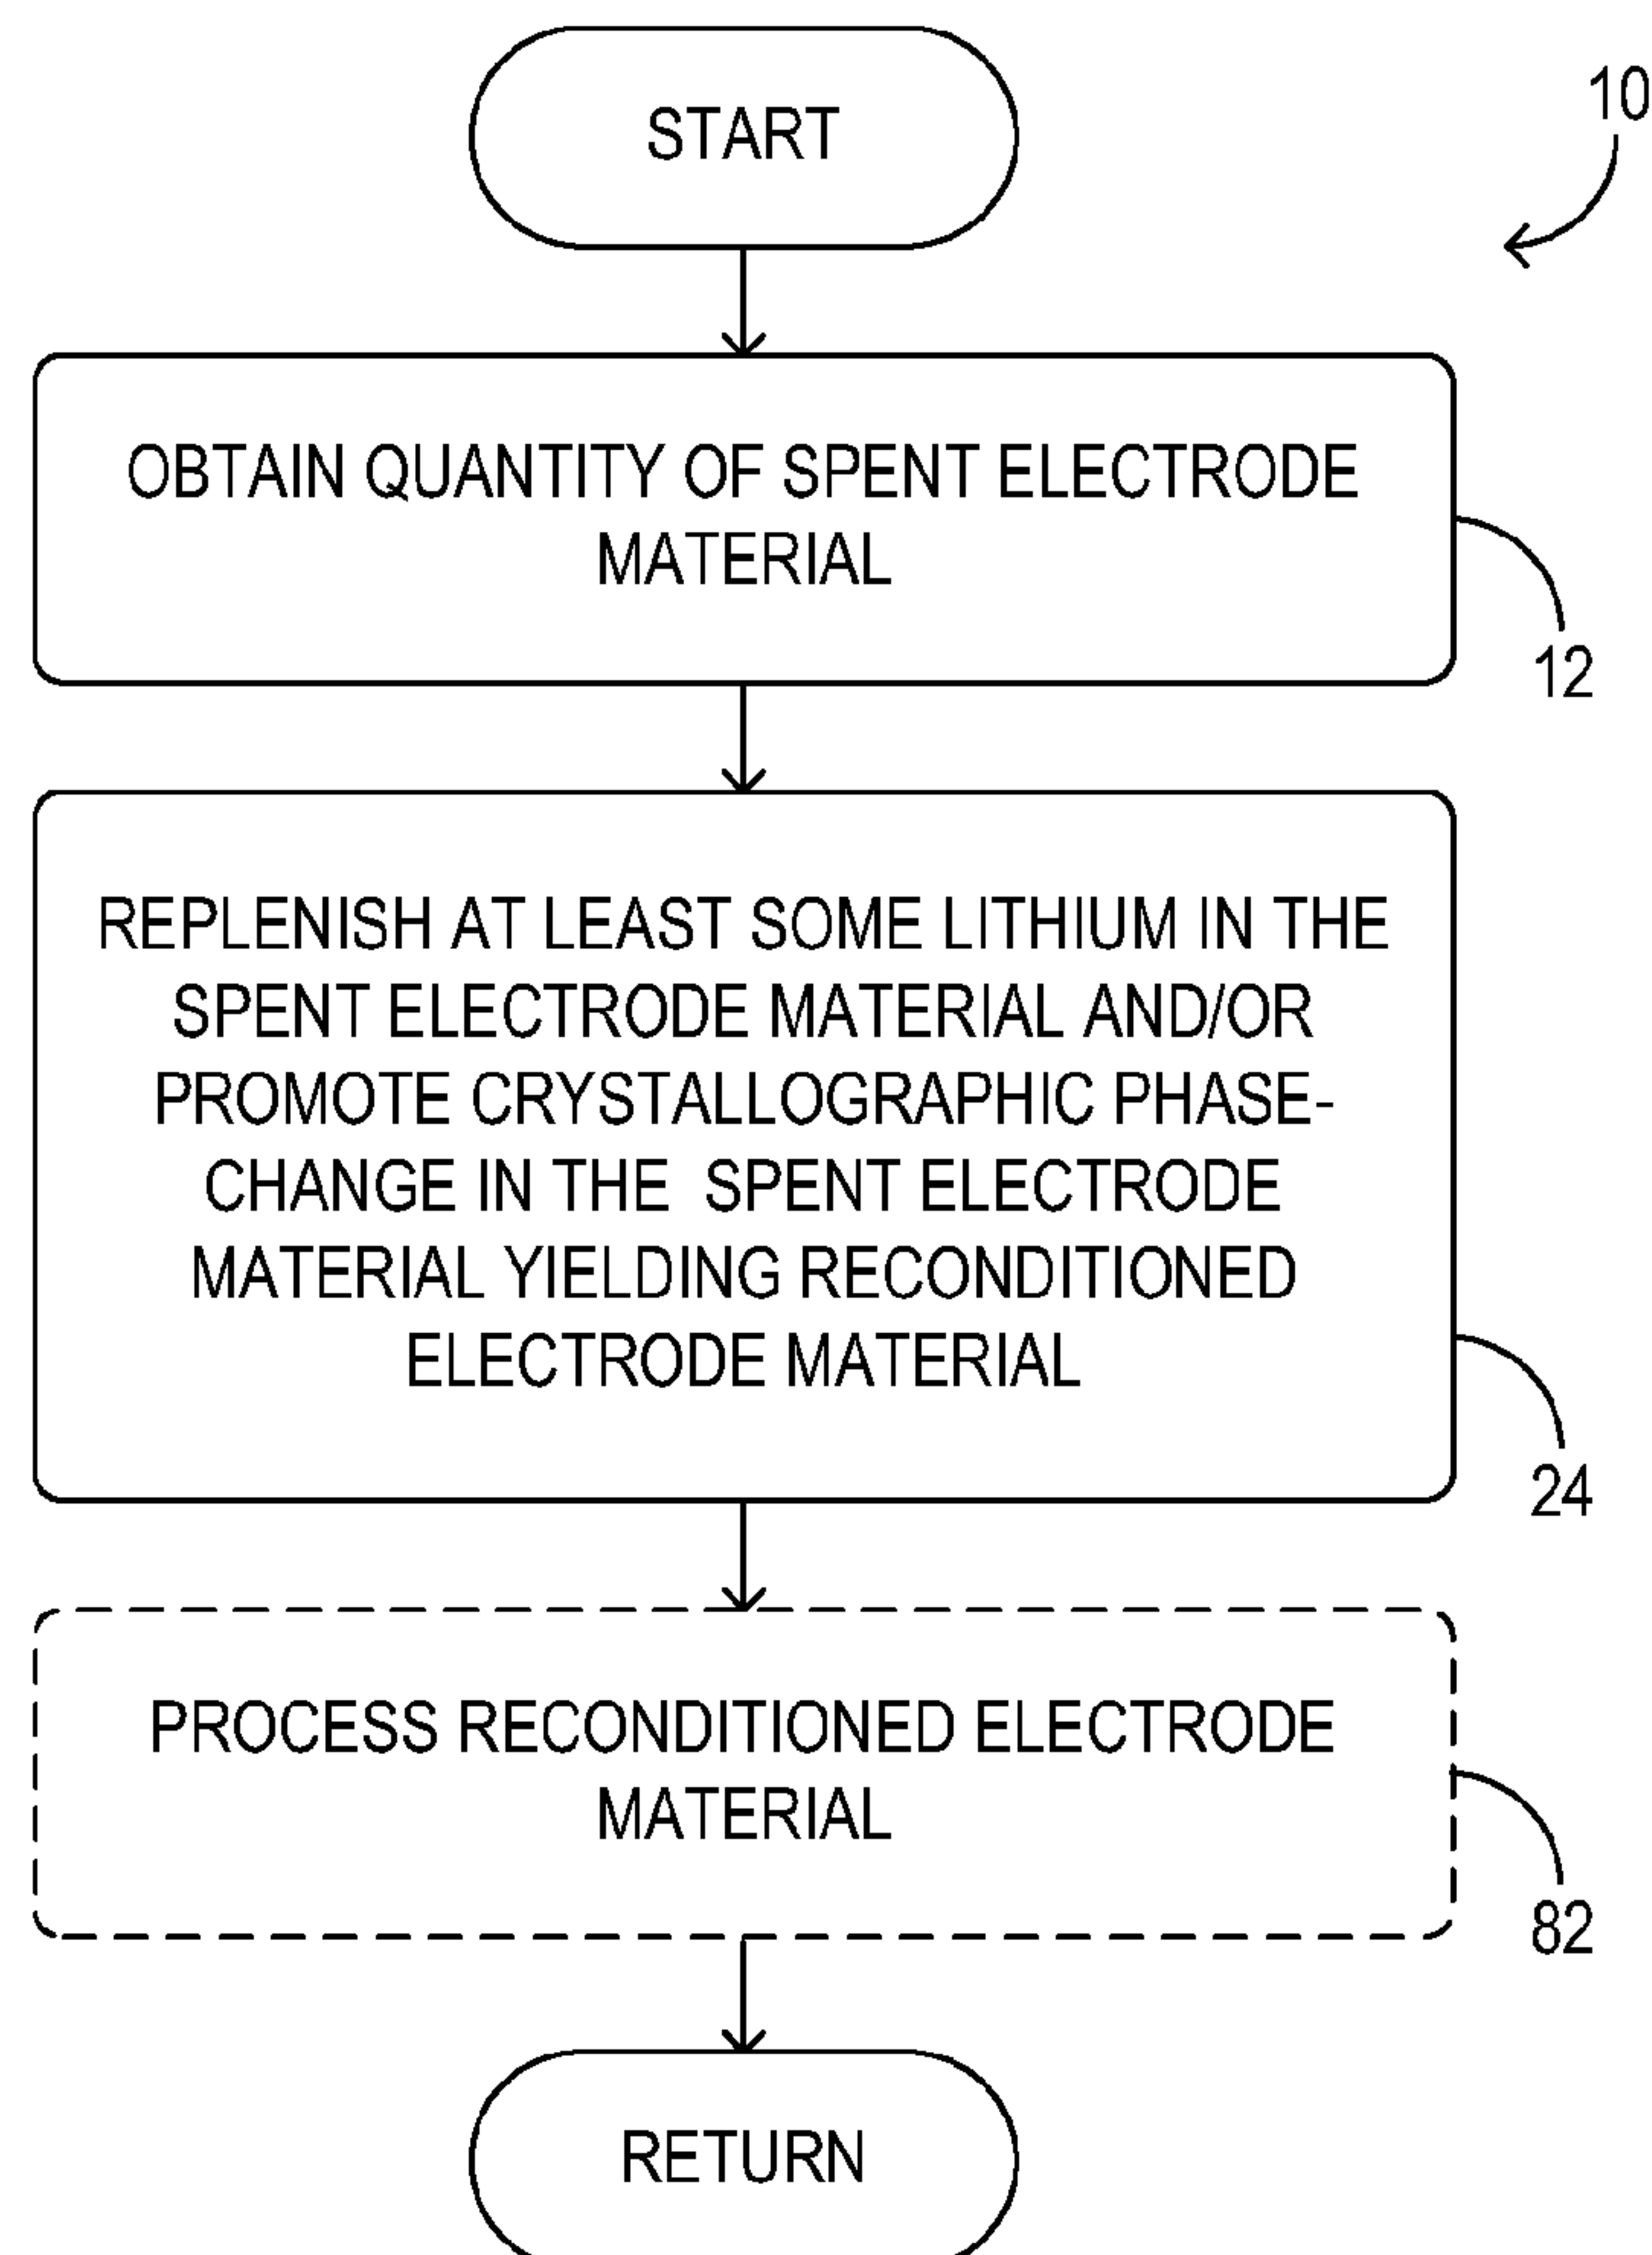 START
10
OBTAIN QUANTITY OF SPENT ELECTRODE
MATERIAL
12
REPLENISH AT LEAST SOME LITHIUM IN THE
SPENT ELECTRODE MATERIAL AND/OR
PROMOTE CRYSTALLOGRAPHIC PHASE-
CHANGE IN THE SPENT ELECTRODE
MATERIAL YIELDING RECONDITIONED
ELECTRODE MATERIAL
24
PROCESS RECONDITIONED ELECTRODE
MATERIAL
82
RETURN